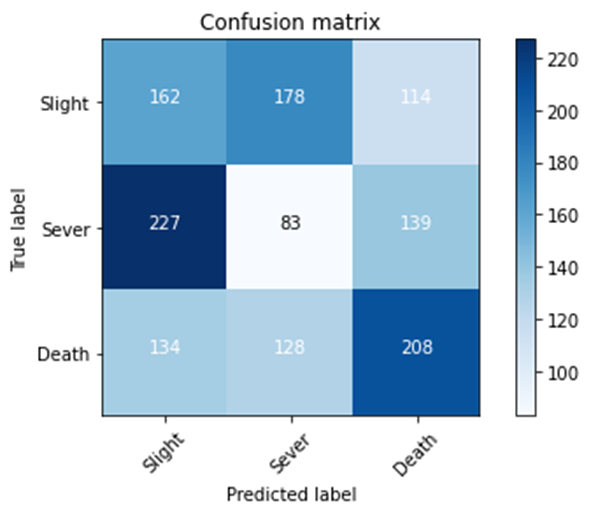 Confusion matrix
Slight 162 178 114
Sever 227 83 139
Death 134 128 208
Slight Sever Death
True label
Predicted label
220
200
180
160
140
120
100